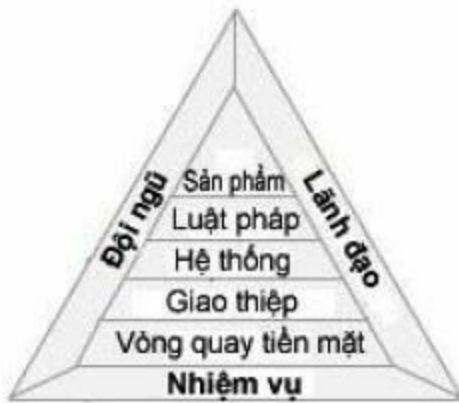 Đội ngũ
Lãnh đạo
Sản phẩm
Luật pháp
Hệ thống
Giao thiệp
Vòng quay tiền mặt
Nhiệm vụ